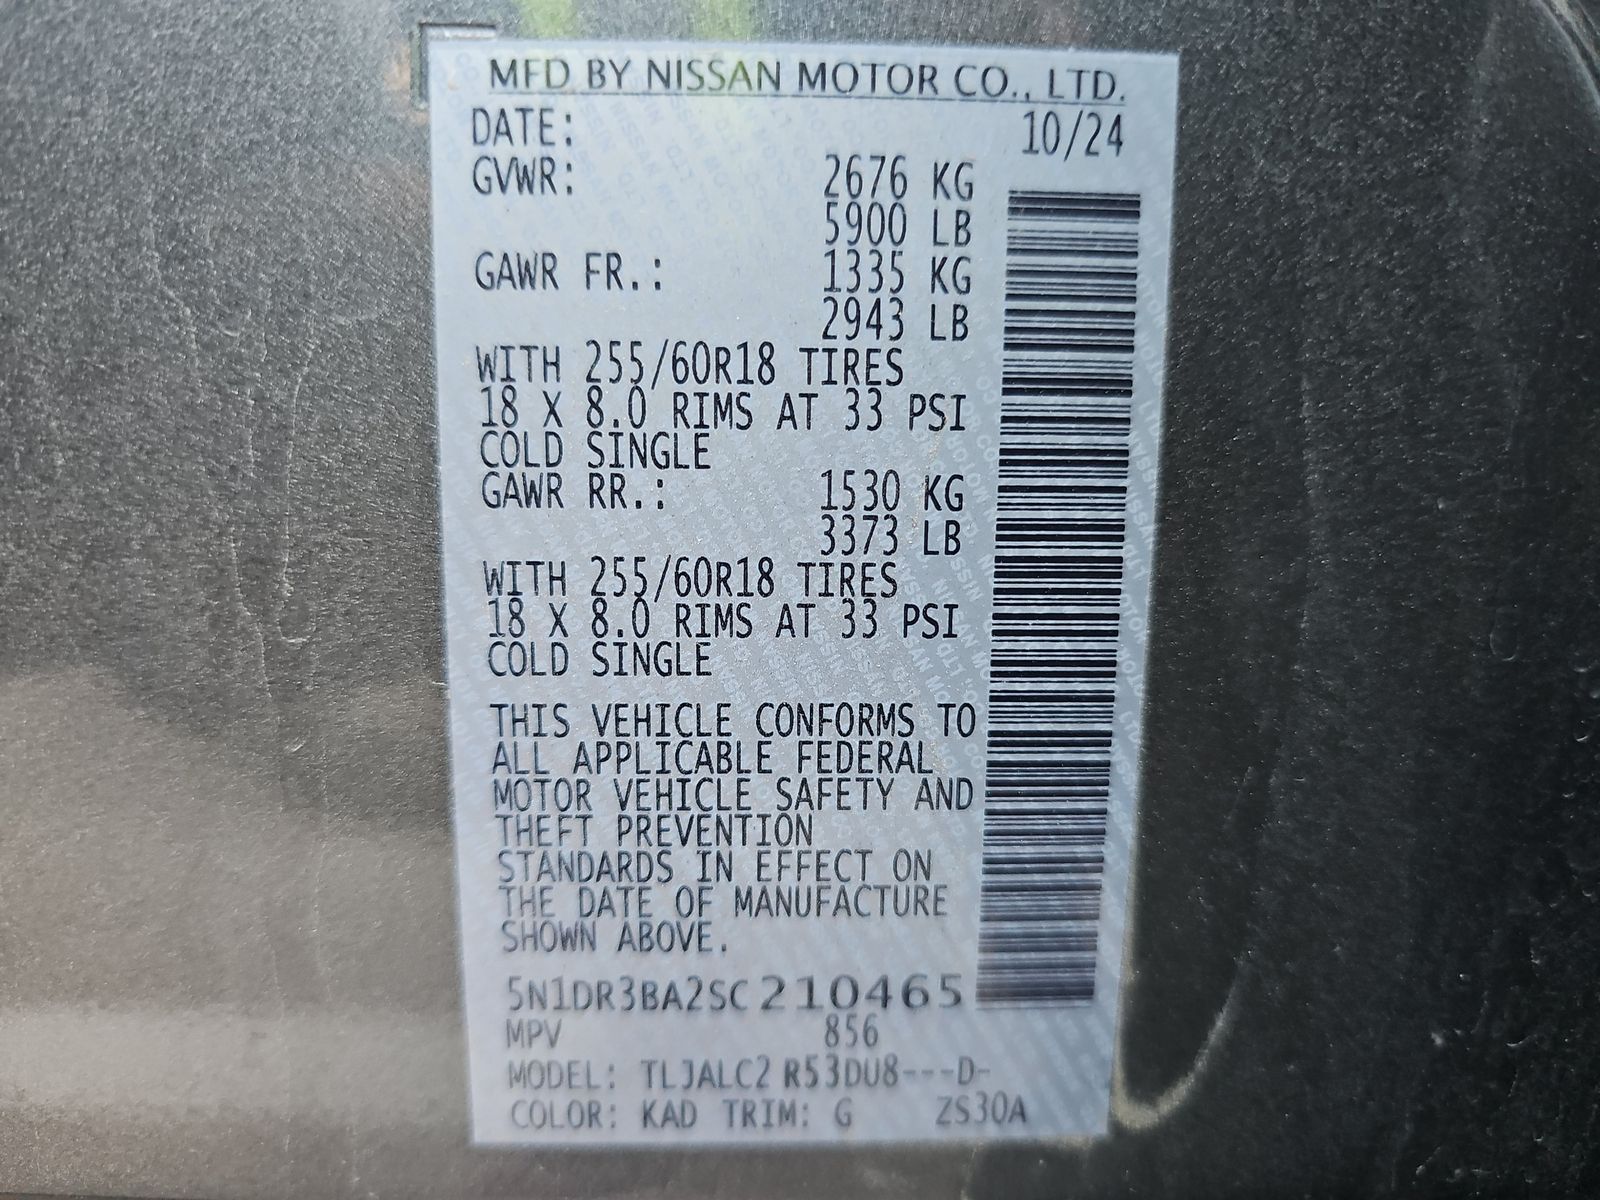 MFD BY NISSAN MOTOR CO., LTD.
DATE: 10/24
GVWR: 2676 KG
5900 LB
GAWR FR.: 1335 KG
2943 LB
WITH 255/60R18 TIRES
18 X 8.0 RIMS AT 33 PSI
COLD SINGLE
GAWR RR.: 1530 KG
3373 LB
WITH 255/60R18 TIRES
18 X 8.0 RIMS AT 33 PSI
COLD SINGLE
THIS VEHICLE CONFORMS TO
ALL APPLICABLE FEDERAL
MOTOR VEHICLE SAFETY AND
THEFT PREVENTION
STANDARDS IN EFFECT ON
THE DATE OF MANUFACTURE
SHOWN ABOVE.
5N1DR3BA2SC210465
MPV 856
MODEL: TLJALC2 R53DU8---D-
COLOR: KAD TRIM: G ZS30A